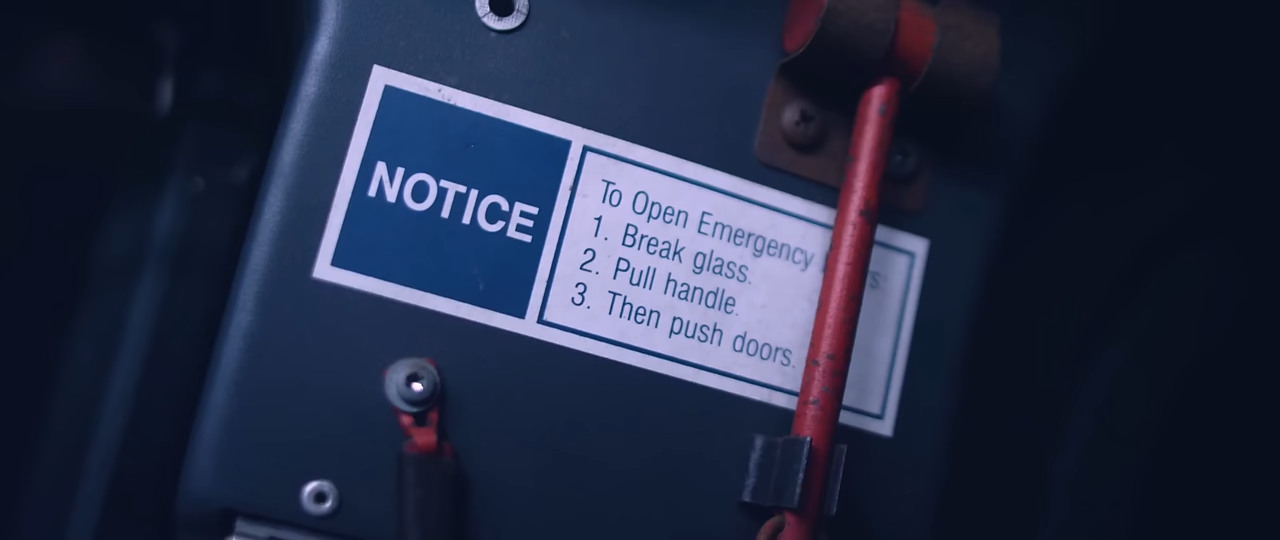 NOTICE
To Open Emergency
1. Break glass.
2. Pull handle.
3. Then push doors.